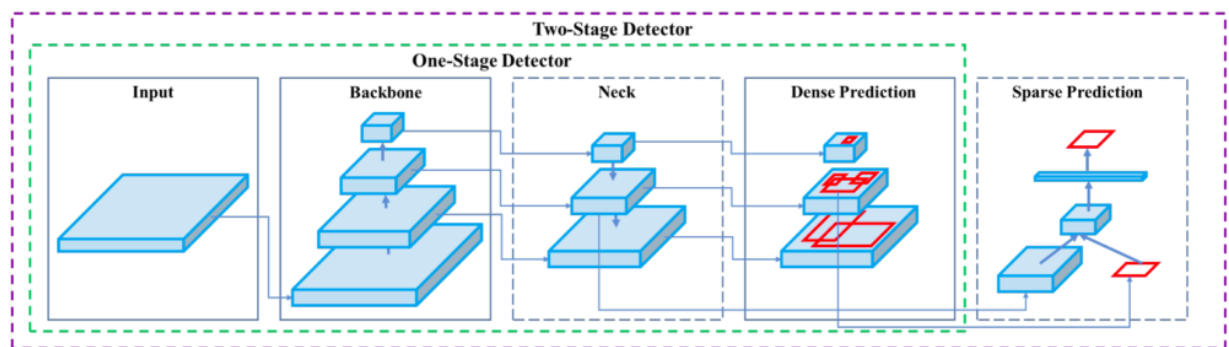 Two-Stage Detector
One-Stage Detector
Input
Backbone
Neck
Dense Prediction
Sparse Prediction